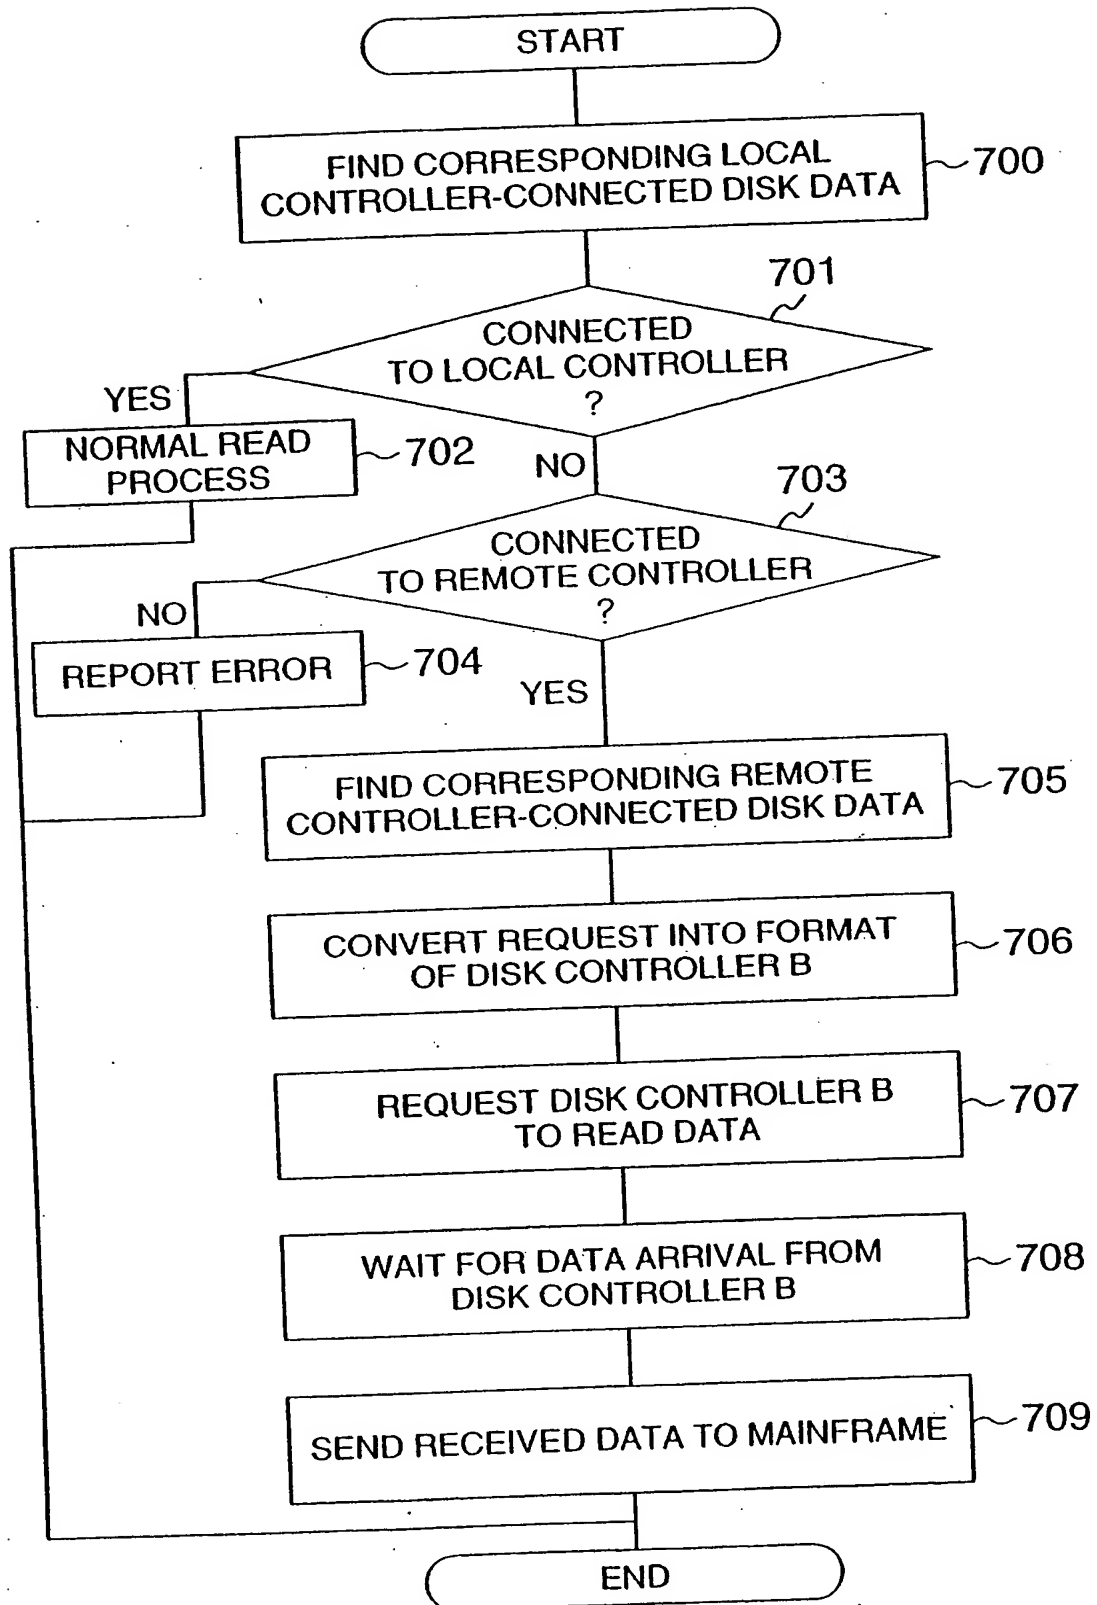 START
FIND CORRESPONDING LOCAL
CONTROLLER-CONNECTED DISK DATA
700
701
CONNECTED
TO LOCAL CONTROLLER
?
YES
NORMAL READ
PROCESS
702
NO
703
CONNECTED
TO REMOTE CONTROLLER
?
NO
REPORT ERROR
704
YES
FIND CORRESPONDING REMOTE
CONTROLLER-CONNECTED DISK DATA
705
CONVERT REQUEST INTO FORMAT
OF DISK CONTROLLER B
706
REQUEST DISK CONTROLLER B
TO READ DATA
707
WAIT FOR DATA ARRIVAL FROM
DISK CONTROLLER B
708
SEND RECEIVED DATA TO MAINFRAME
709
END